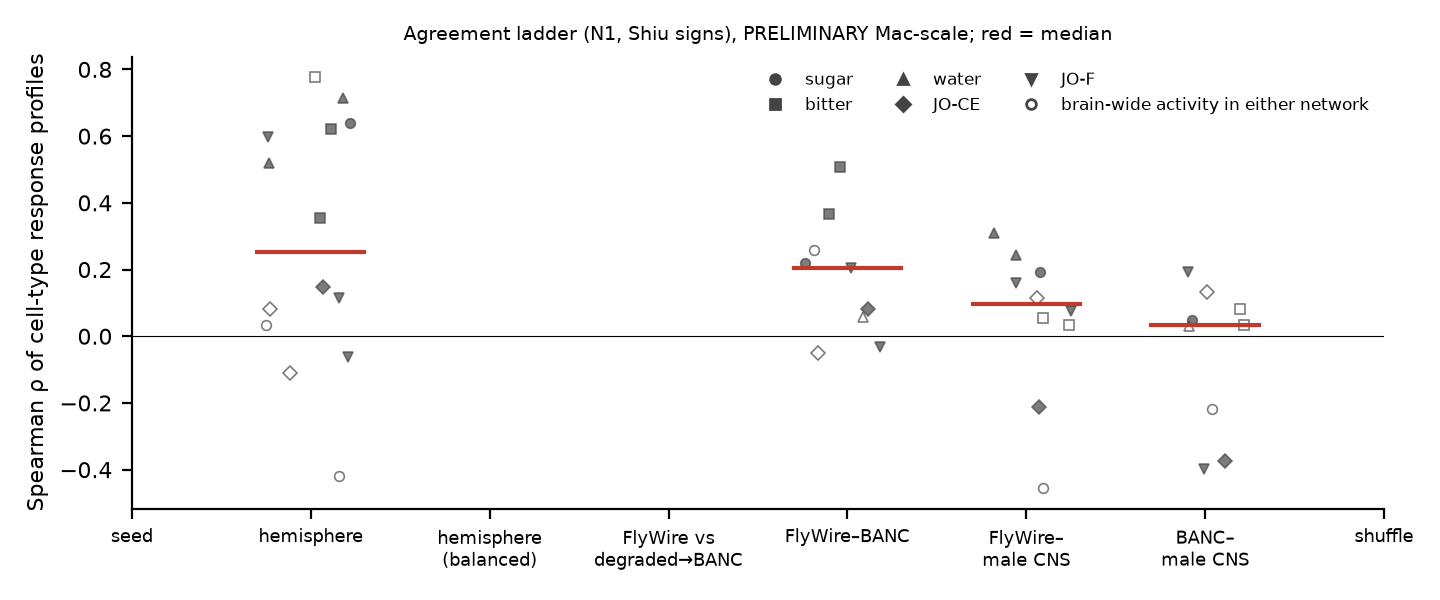 Agreement ladder (N1, Shiu signs), PRELIMINARY Mac-scale; red = median
Spearman ρ of cell-type response profiles
0.8
0.6
0.4
0.2
0.0
−0.2
−0.4
sugar
bitter
water
JO-CE
JO-F
brain-wide activity in either network
seed
hemisphere
hemisphere
(balanced)
FlyWire vs
degraded→BANC
FlyWire–BANC
FlyWire–
male CNS
BANC–
male CNS
shuffle